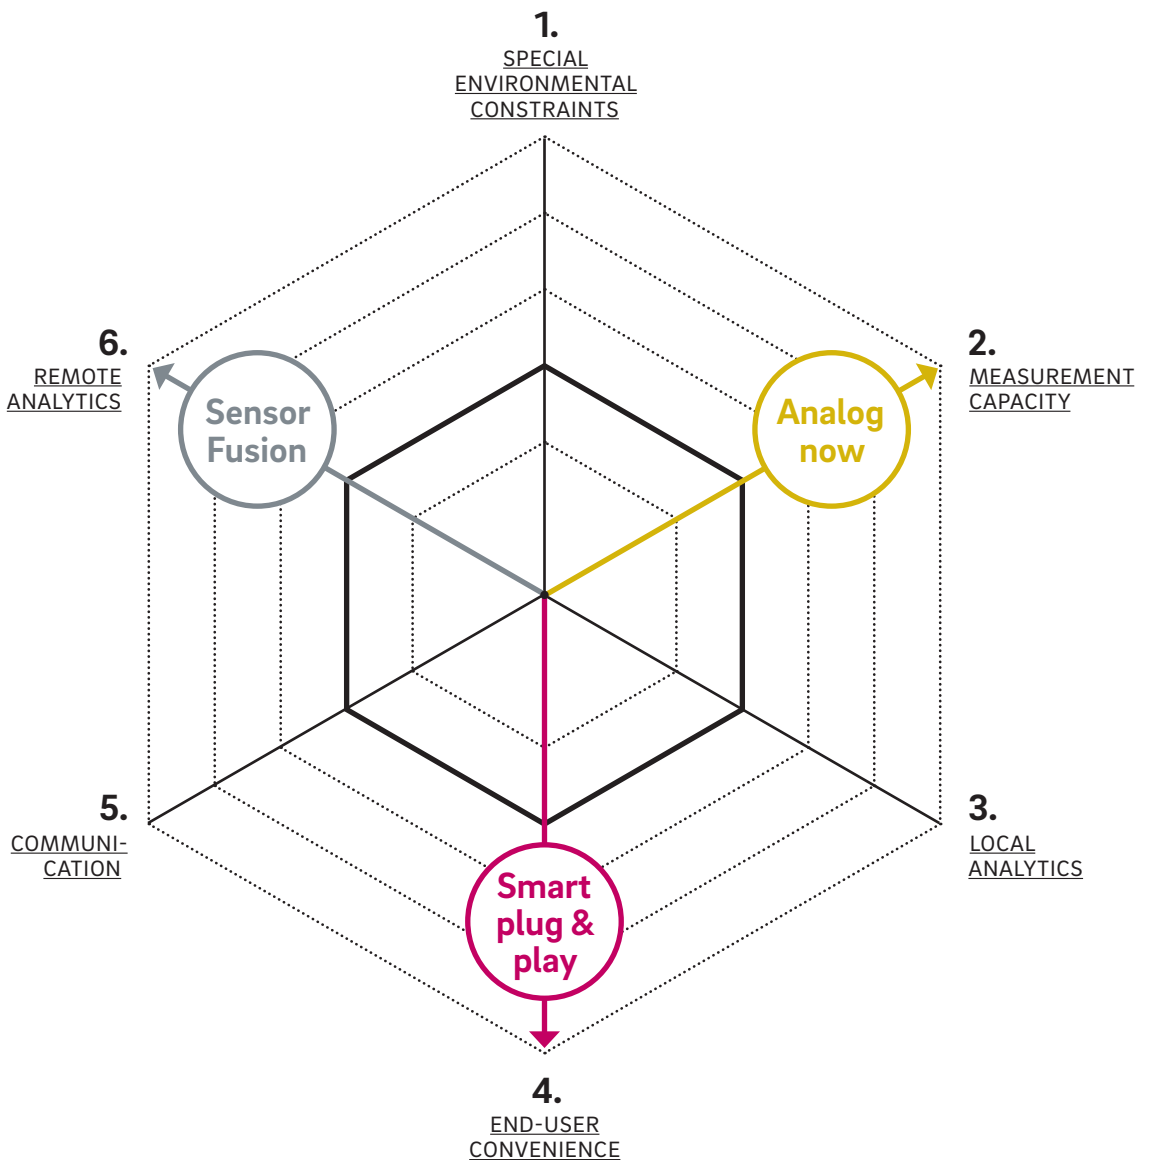 1.
SPECIAL
ENVIRONMENTAL
CONSTRAINTS
6.
REMOTE
ANALYTICS
2.
MEASUREMENT
CAPACITY
Sensor
Fusion
Analog
now
5.
COMMUNI-
CATION
3.
LOCAL
ANALYTICS
Smart
plug &
play
4.
END-USER
CONVENIENCE